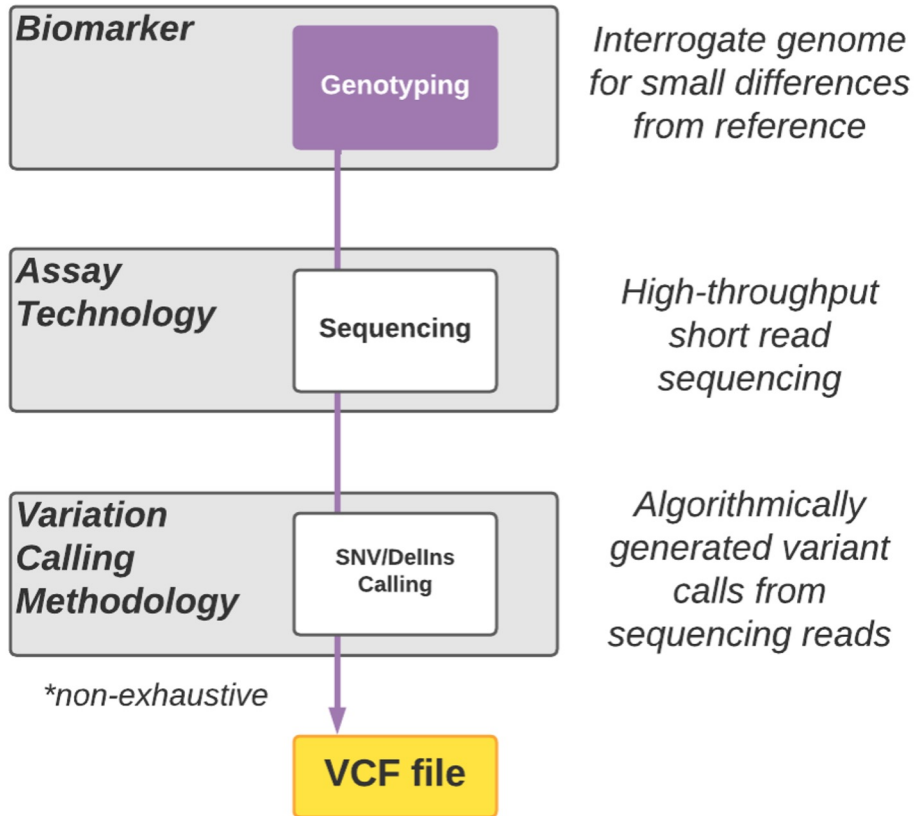 Biomarker
Genotyping
Interrogate genome
for small differences
from reference
Assay
Technology
Sequencing
High-throughput
short read
sequencing
Variation
Calling
Methodology
SNV/DelIns
Calling
Algorithmically
generated variant
calls from
sequencing reads
*non-exhaustive
VCF file